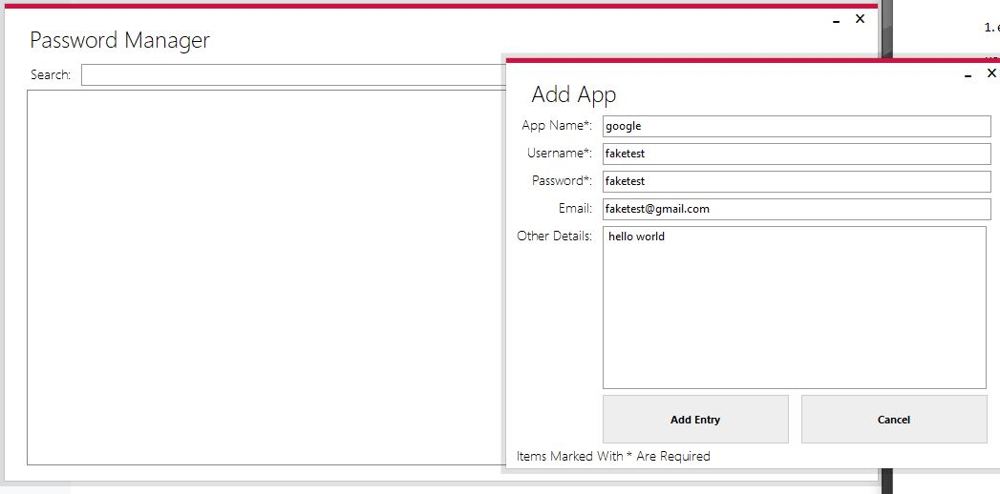 Password Manager
Search:
Add App
App Name*: google
Username*: faketest
Password*: faketest
Email: faketest@gmail.com
Other Details: hello world
Add Entry Cancel
Items Marked With * Are Required
1.